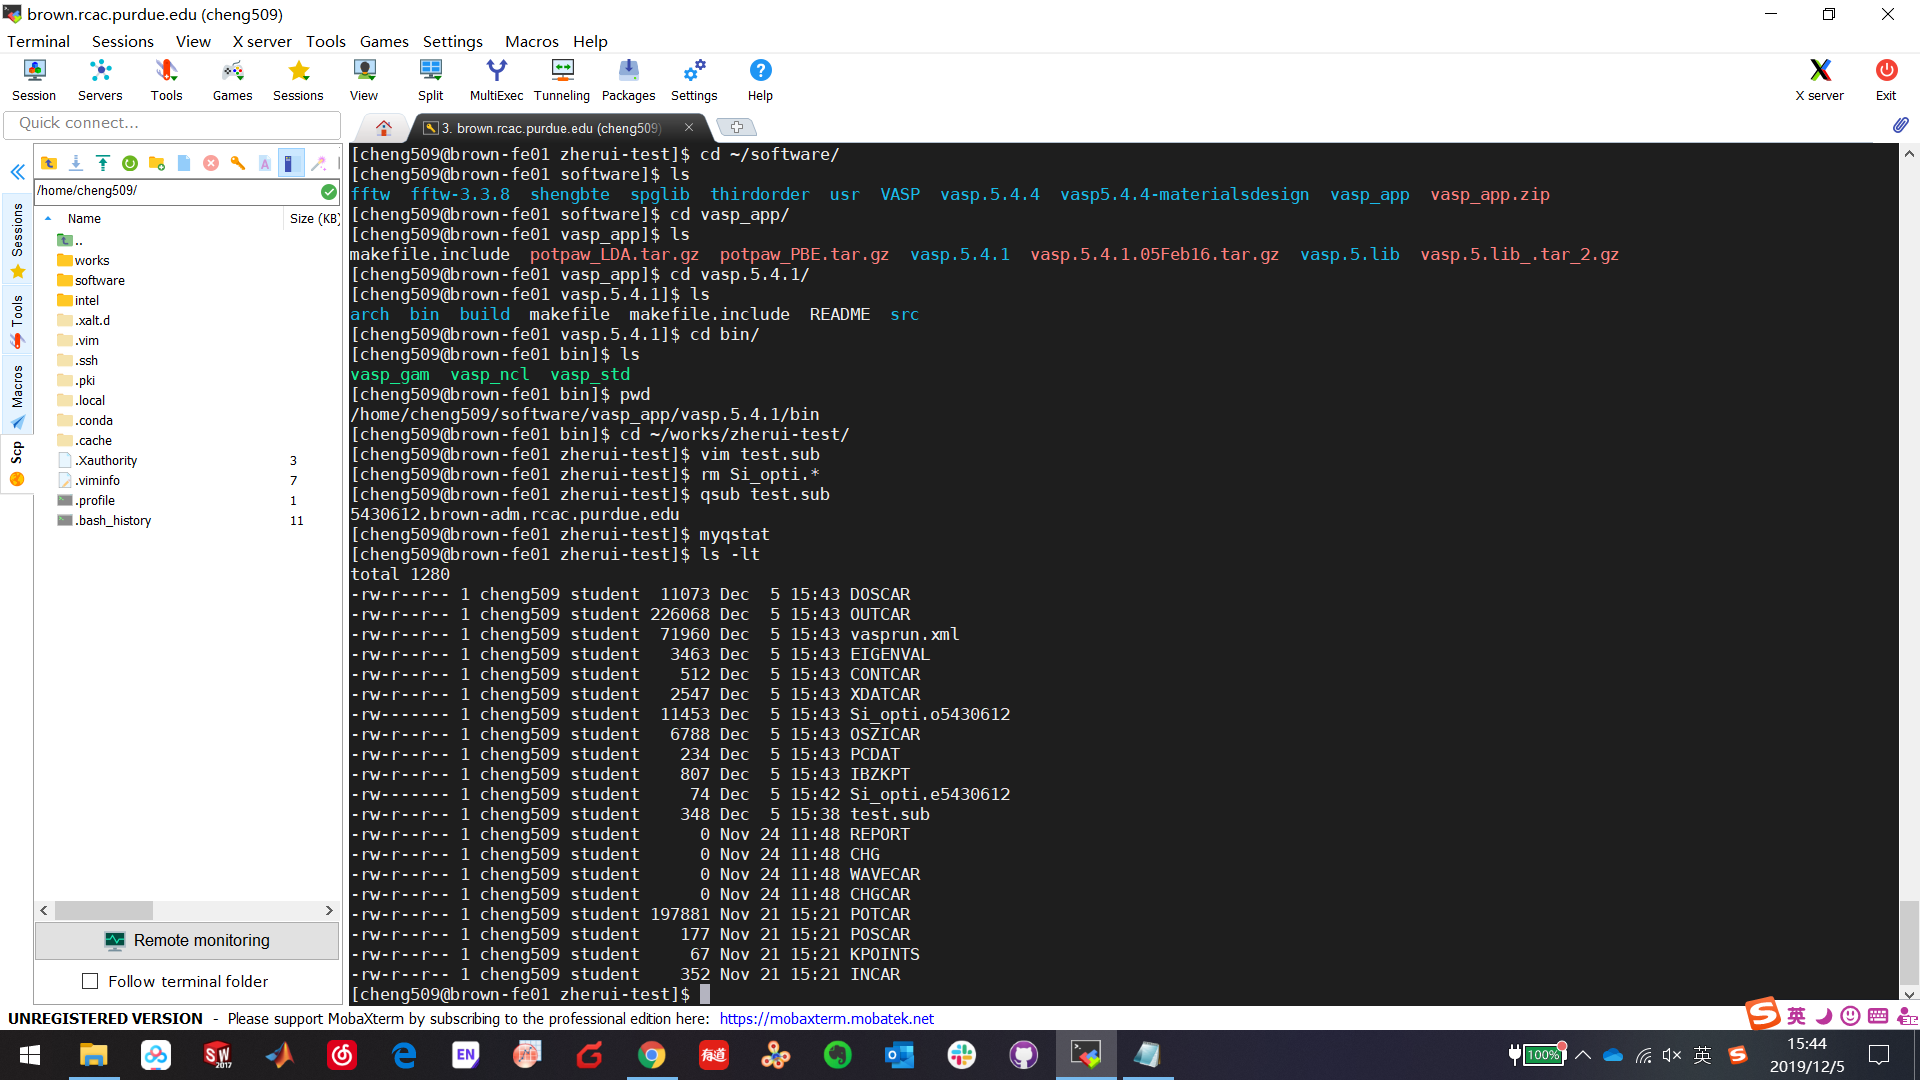 brown.rcac.purdue.edu (cheng509)
Terminal Sessions View X server Tools Games Settings Macros Help
Session Servers Tools Games Sessions View Split MultiExec Tunneling Packages Settings Help X server Exit
Quick connect...
3. brown.rcac.purdue.edu (cheng509)
/home/cheng509/
Name Size (KB)
..
works
software
intel
.xalt.d
.vim
.ssh
.pki
.local
.conda
.cache
.Xauthority 3
.viminfo 7
.profile 1
.bash_history 11
Sessions
Tools
Macros
Scp
Remote monitoring
Follow terminal folder
[cheng509@brown-fe01 zherui-test]$ cd ~/software/
[cheng509@brown-fe01 software]$ ls
fftw fftw-3.3.8 shengbte spglib thirdorder usr VASP vasp.5.4.4 vasp5.4.4-materialsdesign vasp_app vasp_app.zip
[cheng509@brown-fe01 software]$ cd vasp_app/
[cheng509@brown-fe01 vasp_app]$ ls
makefile.include potpaw_LDA.tar.gz potpaw_PBE.tar.gz vasp.5.4.1 vasp.5.4.1.05Feb16.tar.gz vasp.5.lib vasp.5.lib_.tar_2.gz
[cheng509@brown-fe01 vasp_app]$ cd vasp.5.4.1/
[cheng509@brown-fe01 vasp.5.4.1]$ ls
arch bin build makefile makefile.include README src
[cheng509@brown-fe01 vasp.5.4.1]$ cd bin/
[cheng509@brown-fe01 bin]$ ls
vasp_gam vasp_ncl vasp_std
[cheng509@brown-fe01 bin]$ pwd
/home/cheng509/software/vasp_app/vasp.5.4.1/bin
[cheng509@brown-fe01 bin]$ cd ~/works/zherui-test/
[cheng509@brown-fe01 zherui-test]$ vim test.sub
[cheng509@brown-fe01 zherui-test]$ rm Si_opti.*
[cheng509@brown-fe01 zherui-test]$ qsub test.sub
5430612.brown-adm.rcac.purdue.edu
[cheng509@brown-fe01 zherui-test]$ myqstat
[cheng509@brown-fe01 zherui-test]$ ls -lt
total 1280
-rw-r--r-- 1 cheng509 student 11073 Dec 5 15:43 DOSCAR
-rw-r--r-- 1 cheng509 student 226068 Dec 5 15:43 OUTCAR
-rw-r--r-- 1 cheng509 student 71960 Dec 5 15:43 vasprun.xml
-rw-r--r-- 1 cheng509 student 3463 Dec 5 15:43 EIGENVAL
-rw-r--r-- 1 cheng509 student 512 Dec 5 15:43 CONTCAR
-rw-r--r-- 1 cheng509 student 2547 Dec 5 15:43 XDATCAR
-rw------- 1 cheng509 student 11453 Dec 5 15:43 Si_opti.o5430612
-rw-r--r-- 1 cheng509 student 6788 Dec 5 15:43 OSZICAR
-rw-r--r-- 1 cheng509 student 234 Dec 5 15:43 PCDAT
-rw-r--r-- 1 cheng509 student 807 Dec 5 15:43 IBZKPT
-rw------- 1 cheng509 student 74 Dec 5 15:42 Si_opti.e5430612
-rw-r--r-- 1 cheng509 student 348 Dec 5 15:38 test.sub
-rw-r--r-- 1 cheng509 student 0 Nov 24 11:48 REPORT
-rw-r--r-- 1 cheng509 student 0 Nov 24 11:48 CHG
-rw-r--r-- 1 cheng509 student 0 Nov 24 11:48 WAVECAR
-rw-r--r-- 1 cheng509 student 0 Nov 24 11:48 CHGCAR
-rw-r--r-- 1 cheng509 student 197881 Nov 21 15:21 POTCAR
-rw-r--r-- 1 cheng509 student 177 Nov 21 15:21 POSCAR
-rw-r--r-- 1 cheng509 student 67 Nov 21 15:21 KPOINTS
-rw-r--r-- 1 cheng509 student 352 Nov 21 15:21 INCAR
[cheng509@brown-fe01 zherui-test]$
UNREGISTERED VERSION - Please support MobaXterm by subscribing to the professional edition here: https://mobaxterm.mobatek.net
英
SW 2017
EN
有道
100%
英
15:44
2019/12/5